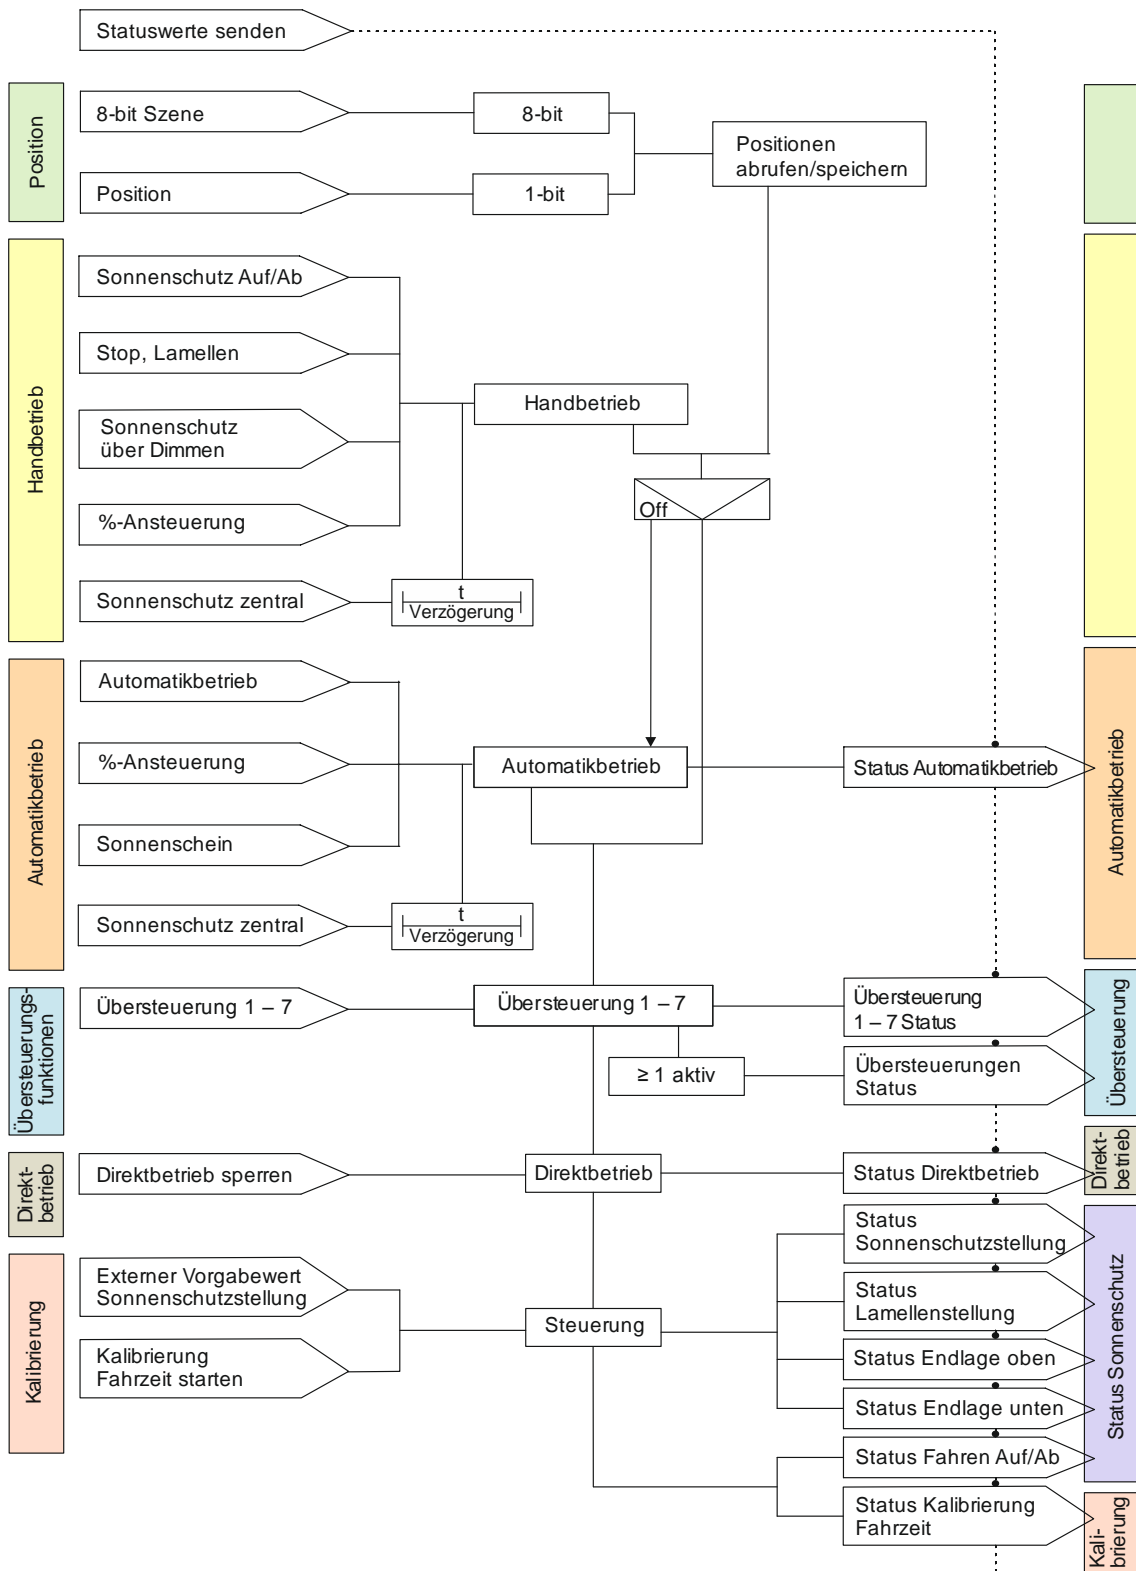 Statuswerte senden
Position
8-bit Szene
8-bit
Positionen
abrufen/speichern
Position
1-bit
Handbetrieb
Sonnenschutz Auf/Ab
Stop, Lamellen
Handbetrieb
Sonnenschutz
über Dimmen
Off
%-Ansteuerung
Sonnenschutz zentral
t
Verzögerung
Automatikbetrieb
Automatikbetrieb
%-Ansteuerung
Automatikbetrieb
Status Automatikbetrieb
Automatikbetrieb
Sonnenschein
Sonnenschutz zentral
t
Verzögerung
Übersteuerungs-
funktionen
Übersteuerung 1 – 7
Übersteuerung 1 – 7
Übersteuerung
1 – 7 Status
Übersteuerung
≥ 1 aktiv
Übersteuerungen
Status
Direkt-
betrieb
Direktbetrieb sperren
Direktbetrieb
Status Direktbetrieb
Direkt-
betrieb
Kalibrierung
Externer Vorgabewert
Sonnenschutzstellung
Kalibrierung
Fahrzeit starten
Steuerung
Status
Sonnenschutzstellung
Status
Lamellenstellung
Status Endlage oben
Status Endlage unten
Status Fahren Auf/Ab
Status Sonnenschutz
Status Kalibrierung
Fahrzeit
Kali-
brierung